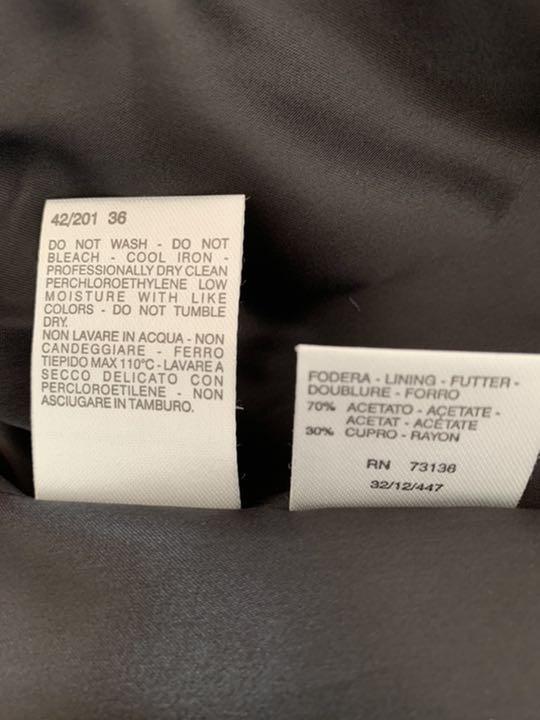 42/201 36
DO NOT WASH - DO NOT
BLEACH - COOL IRON -
PROFESSIONALLY DRY CLEAN
PERCHLOROETHYLENE LOW
MOISTURE WITH LIKE
COLORS - DO NOT TUMBLE
DRY.
NON LAVARE IN ACQUA - NON
CANDEGGIARE - FERRO
TIEPIDO MAX 110°C - LAVARE A
SECCO DELICATO CON
PERCLOROETILENE - NON
ASCIUGARE IN TAMBURO.
FODERA - LINING - FUTTER -
DOUBLURE - FORRO
70% ACETATO - ACETATE -
ACETAT - ACÉTATE
30% CUPRO - RAYON
RN 73136
32/12/447